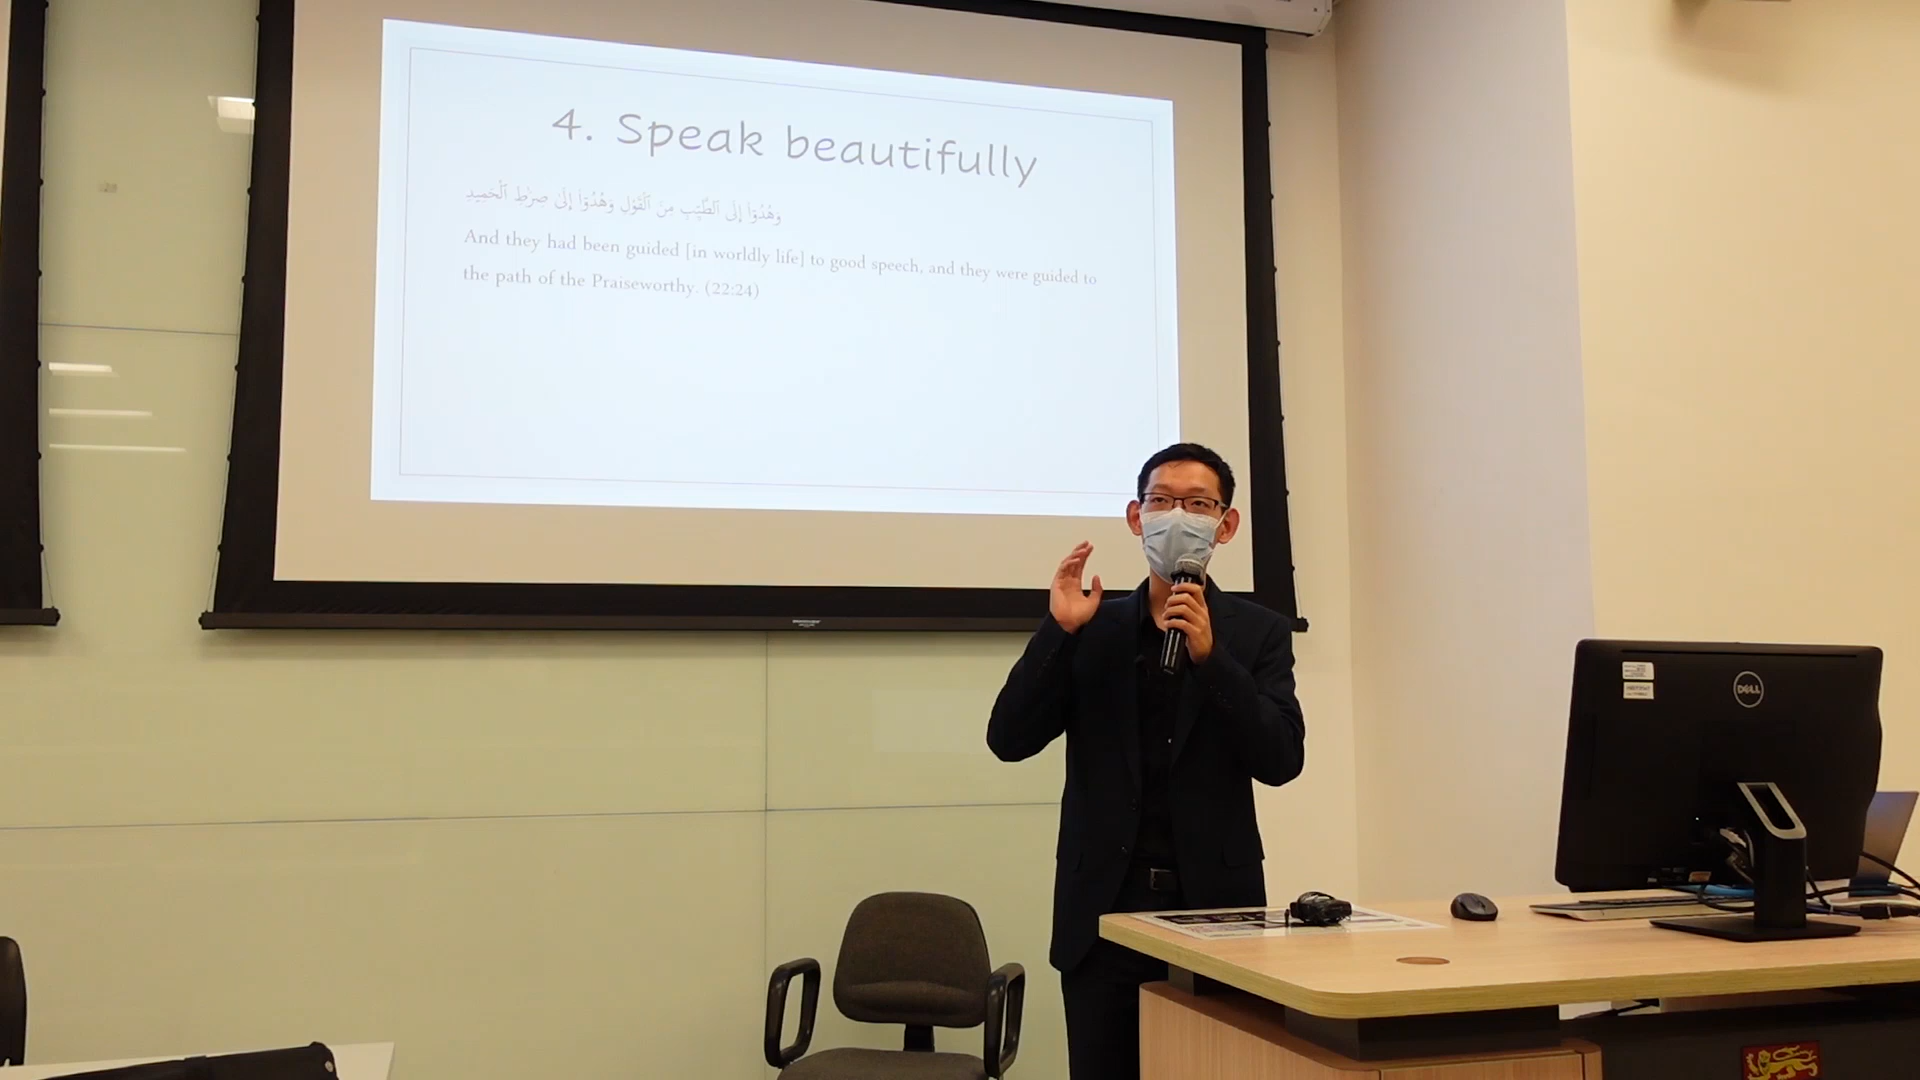 4. Speak beautifully
وَهُدُوٓا۟ إِلَى ٱلطَّيِّبِ مِنَ ٱلْقَوْلِ وَهُدُوٓا۟ إِلَىٰ صِرَٰطِ ٱلْحَمِيدِ
And they had been guided [in worldly life] to good speech, and they were guided to
the path of the Praiseworthy. (22:24)
DELL